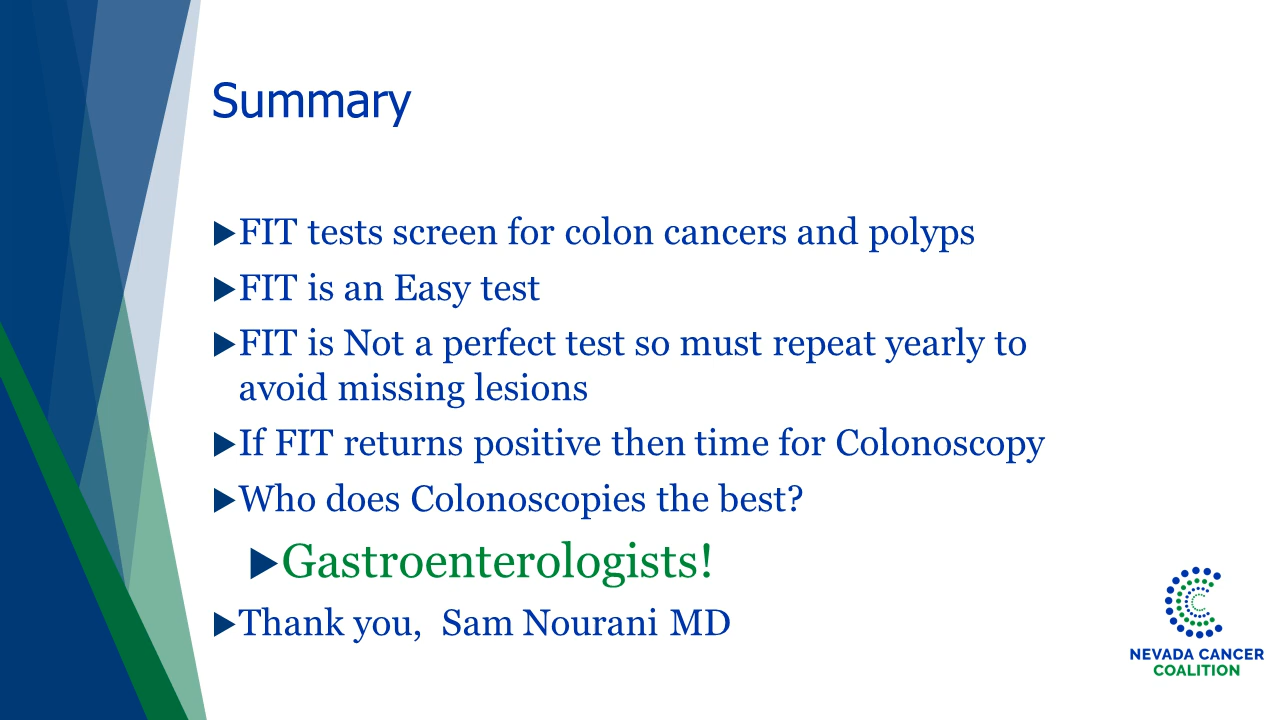 Summary
▶FIT tests screen for colon cancers and polyps
▶FIT is an Easy test
▶FIT is Not a perfect test so must repeat yearly to
avoid missing lesions
▶If FIT returns positive then time for Colonoscopy
▶Who does Colonoscopies the best?
▶Gastroenterologists!
▶Thank you,  Sam Nourani MD
NEVADA CANCER
COALITION